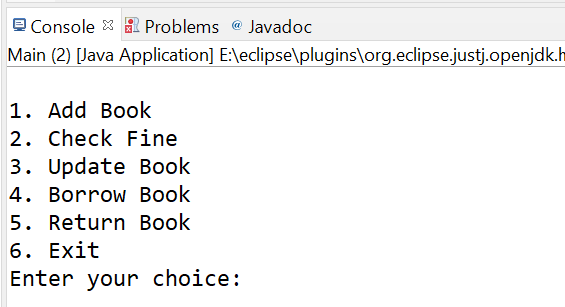 Console Problems @ Javadoc
Main (2) [Java Application] E:\eclipse\plugins\org.eclipse.justj.openjdk.h
1. Add Book
2. Check Fine
3. Update Book
4. Borrow Book
5. Return Book
6. Exit
Enter your choice: